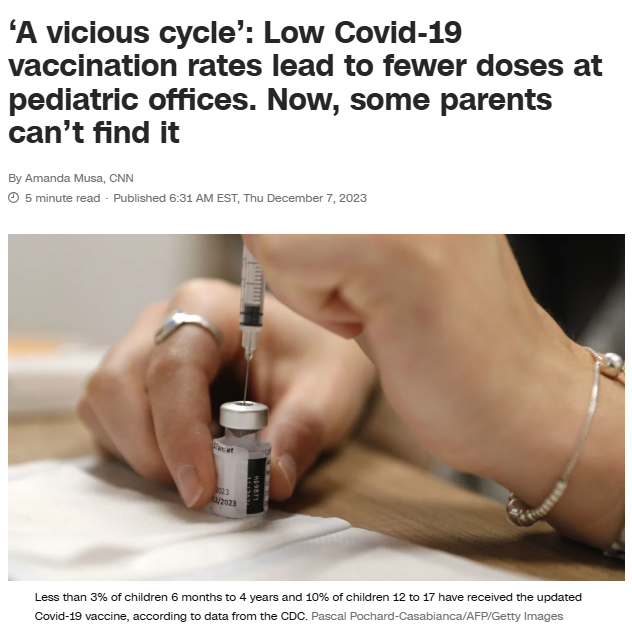 ‘A vicious cycle’: Low Covid-19
vaccination rates lead to fewer doses at
pediatric offices. Now, some parents
can’t find it
By Amanda Musa, CNN
5 minute read · Published 6:31 AM EST, Thu December 7, 2023
2023
/2023
Less than 3% of children 6 months to 4 years and 10% of children 12 to 17 have received the updated
Covid-19 vaccine, according to data from the CDC. Pascal Pochard-Casabianca/AFP/Getty Images